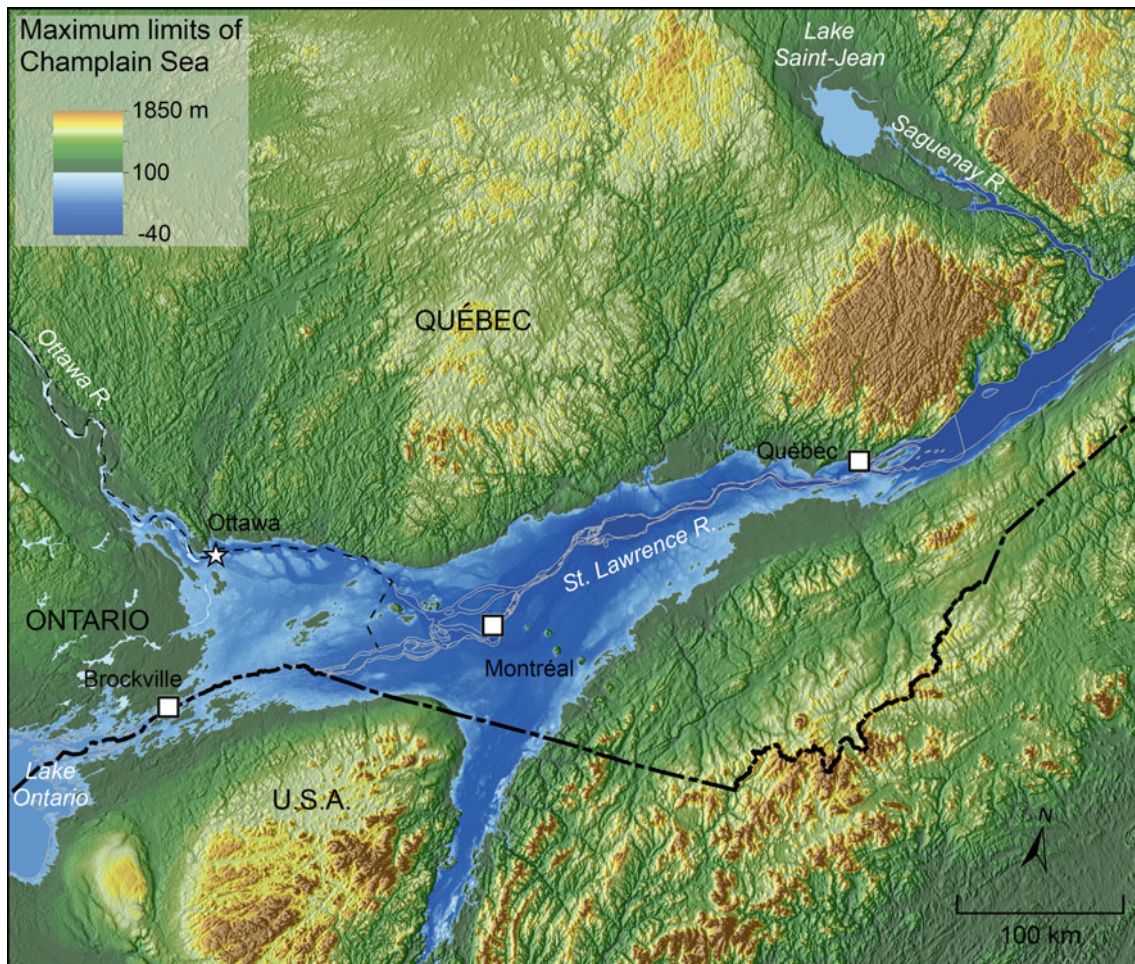 Maximum limits of
Champlain Sea
1850 m
100
-40
Lake
Saint-Jean
Saguenay R.
QUÉBEC
Ottawa R.
Québec
Ottawa
St. Lawrence R.
ONTARIO
Montréal
Brockville
Lake
Ontario
U.S.A.
N
100 km